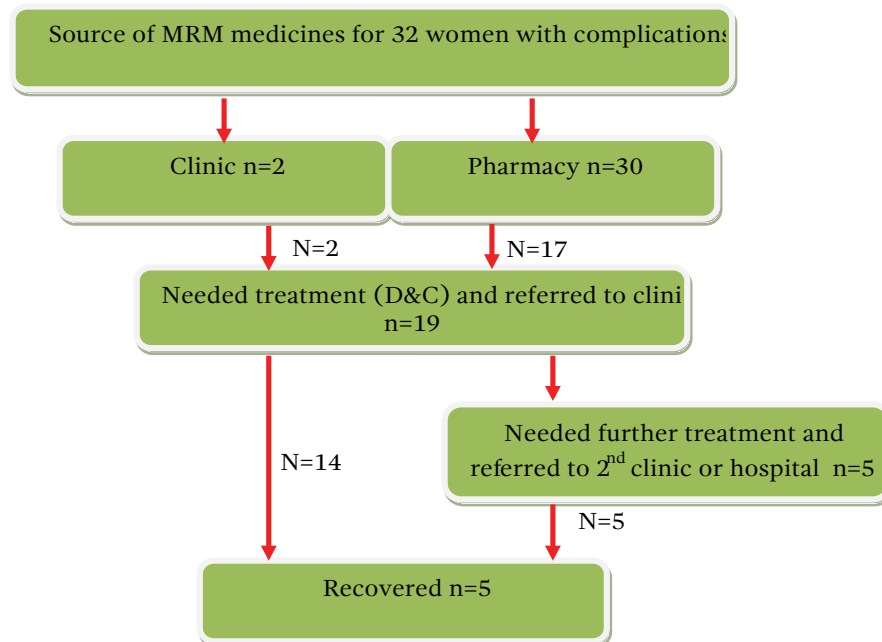 Source of MRM medicines for 32 women with complications
Clinic n=2
Pharmacy n=30
N=2
N=17
Needed treatment (D&C) and referred to clini
n=19
Needed further treatment and
referred to 2nd clinic or hospital n=5
N=14
N=5
Recovered n=5